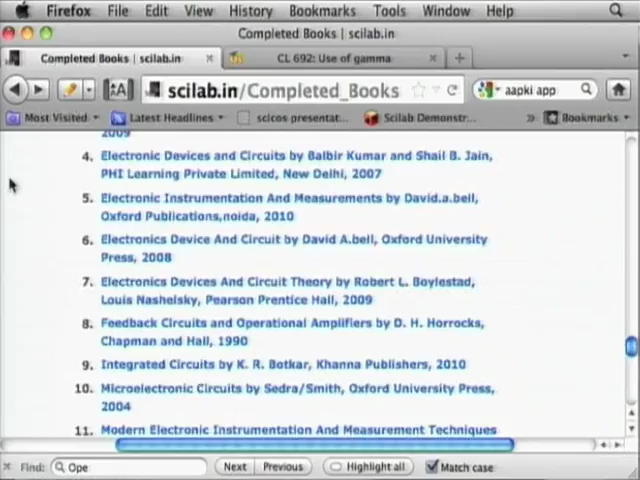 Firefox File Edit View History Bookmarks Tools Window Help
Completed Books | scilab.in
Completed Books | scilab.in × CL 692: Use of gamma × +
AA scilab.in/Completed_Books aapki app
Most Visited Latest Headlines scicos presentat... Scilab Demonstr... » Bookmarks
2009
4. Electronic Devices and Circuits by Balbir Kumar and Shail B. Jain,
PHI Learning Private Limited, New Delhi, 2007
5. Electronic Instrumentation And Measurements by David.a.bell,
Oxford Publications,noida, 2010
6. Electronics Device And Circuit by David A.bell, Oxford University
Press, 2008
7. Electronics Devices And Circuit Theory by Robert L. Boylestad,
Louis Nashelsky, Pearson Prentice Hall, 2009
8. Feedback Circuits and Operational Amplifiers by D. H. Horrocks,
Chapman and Hall, 1990
9. Integrated Circuits by K. R. Botkar, Khanna Publishers, 2010
10. Microelectronic Circuits by Sedra/Smith, Oxford University Press,
2004
11. Modern Electronic Instrumentation And Measurement Techniques
× Find: Ope Next Previous Highlight all Match case